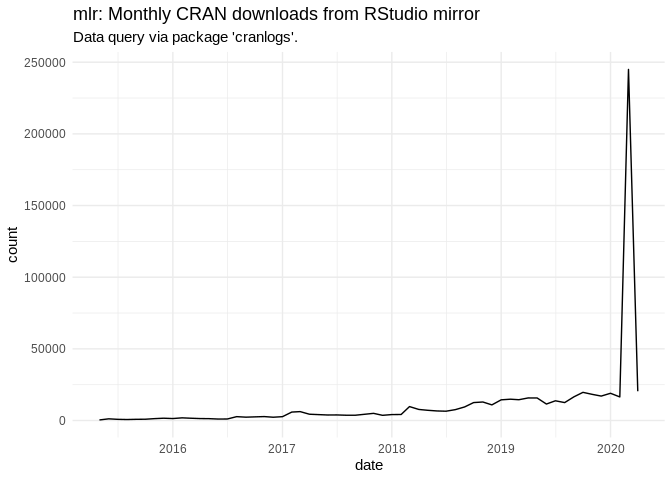 mlr: Monthly CRAN downloads from RStudio mirror
Data query via package 'cranlogs'.
250000
200000
150000
100000
50000
0
count
2016 2017 2018 2019 2020
date